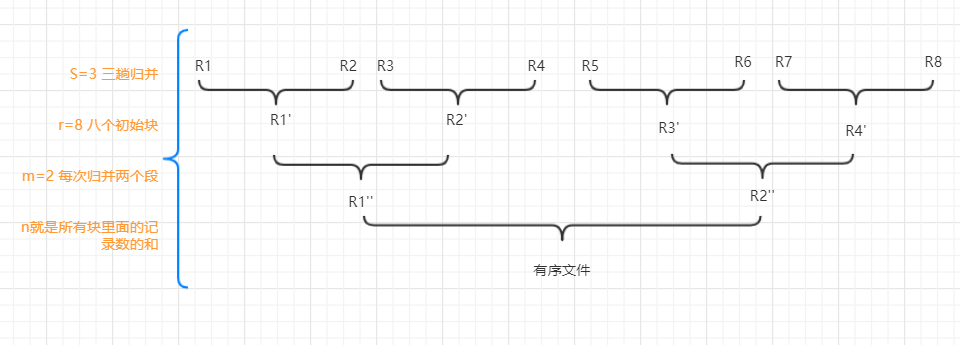 S=3 三趟归并
r=8 八个初始块
m=2 每次归并两个段
n就是所有块里面的记
录数的和
R1 R2 R3 R4 R5 R6 R7 R8
R1' R2' R3' R4'
R1'' R2''
有序文件